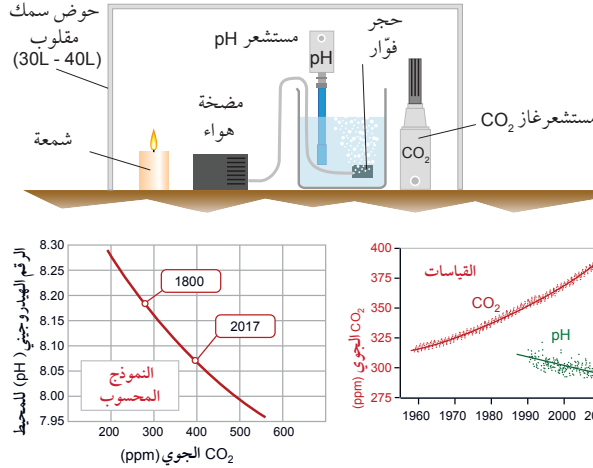 حوض سمك
مقلوب
(30L - 40L)
شمعة
مضخة
هواء
مستشعر pH
pH
حجر
فوّار
مستشعرغاز CO₂
CO₂
الرقم الهيدروجيني (pH) للمحيط
8.30
8.25
8.20
8.15
8.10
8.05
8.00
7.95
1800
2017
النموذج
المحسوب
200 300 400 500 600
CO₂ الجوي (ppm)
CO₂ الجوي (ppm)
400
375
350
325
300
275
القياسات
CO₂
pH
1960 1970 1980 1990 2000